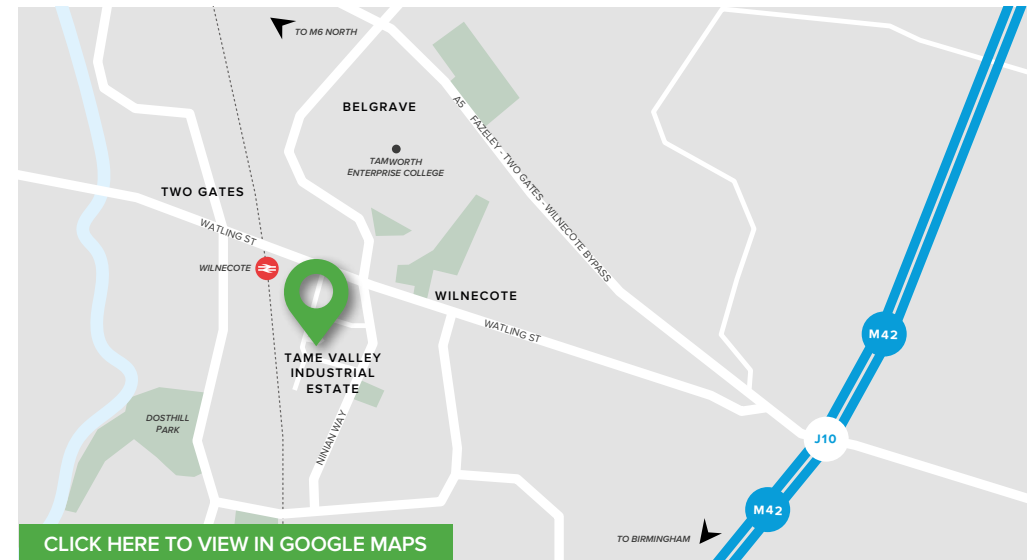 TO M6 NORTH
BELGRAVE
A5 FAZELEY - TWO GATES - WILNECOTE BYPASS
TAMWORTH
ENTERPRISE COLLEGE
TWO GATES
WATLING ST
WILNECOTE
WILNECOTE
WATLING ST
M42
TAME VALLEY
INDUSTRIAL
ESTATE
DOSTHILL
PARK
NINIAN WAY
J10
M42
TO BIRMINGHAM
CLICK HERE TO VIEW IN GOOGLE MAPS